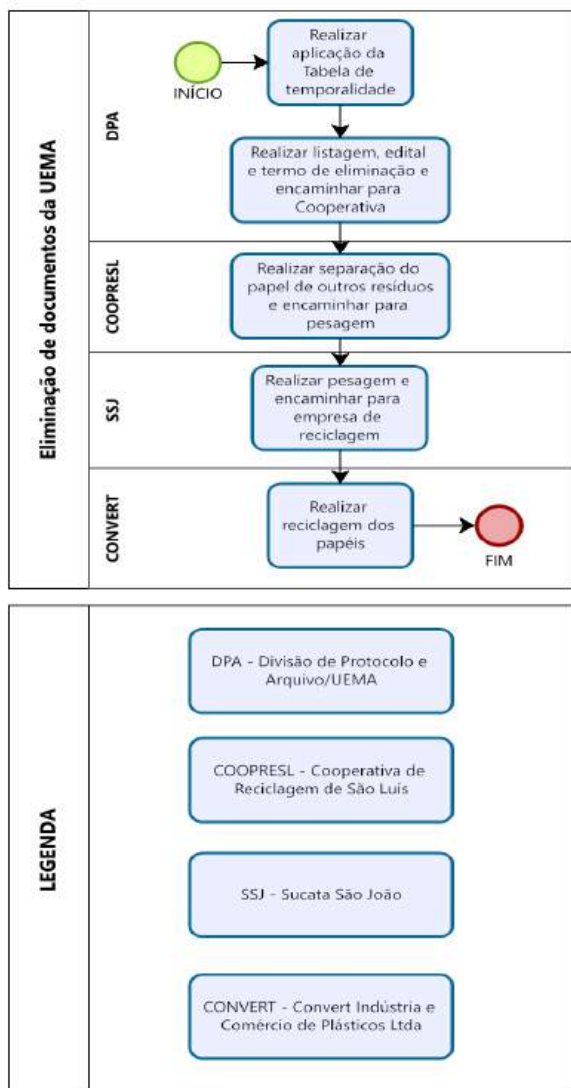 Eliminação de documentos da UEMA
DPA
INÍCIO
Realizar
aplicação da
Tabela de
temporalidade
Realizar listagem, edital
e termo de eliminação e
encaminhar para
Cooperativa
COOPRESL
Realizar separação do
papel de outros resíduos
e encaminhar para
pesagem
SSJ
Realizar pesagem e
encaminhar para
empresa de
reciclagem
CONVERT
Realizar
reciclagem dos
papéis
FIM
LEGENDA
DPA - Divisão de Protocolo e
Arquivo/UEMA
COOPRESL - Cooperativa de
Reciclagem de São Luís
SSJ - Sucata São João
CONVERT - Convert Indústria e
Comércio de Plásticos Ltda